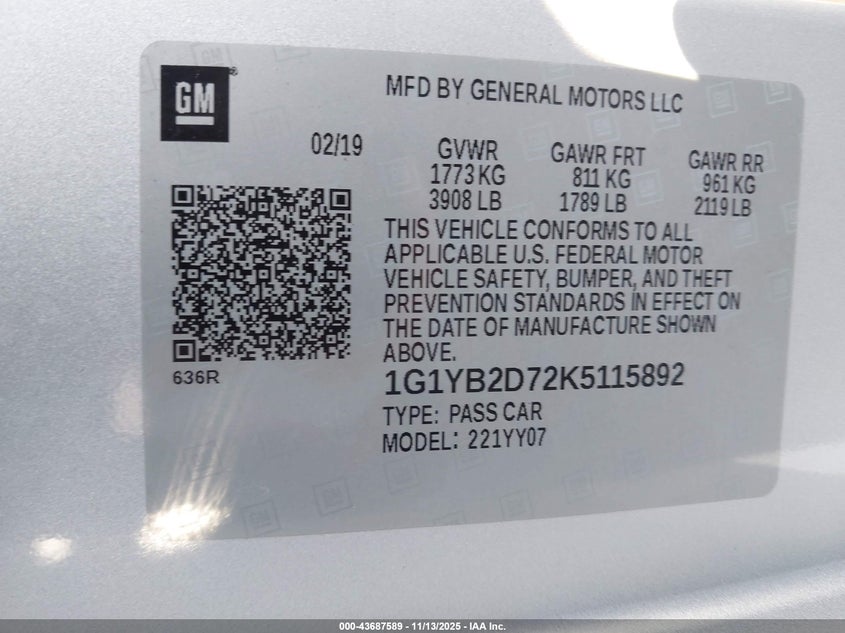 GM
MFD BY GENERAL MOTORS LLC
02/19
GVWR
1773 KG
3908 LB
GAWR FRT
811 KG
1789 LB
GAWR RR
961 KG
2119 LB
THIS VEHICLE CONFORMS TO ALL
APPLICABLE U.S. FEDERAL MOTOR
VEHICLE SAFETY, BUMPER, AND THEFT
PREVENTION STANDARDS IN EFFECT ON
THE DATE OF MANUFACTURE SHOWN
ABOVE.
636R
1G1YB2D72K5115892
TYPE: PASS CAR
MODEL: 221YY07
000-43687589 - 11/13/2025 - IAA Inc.